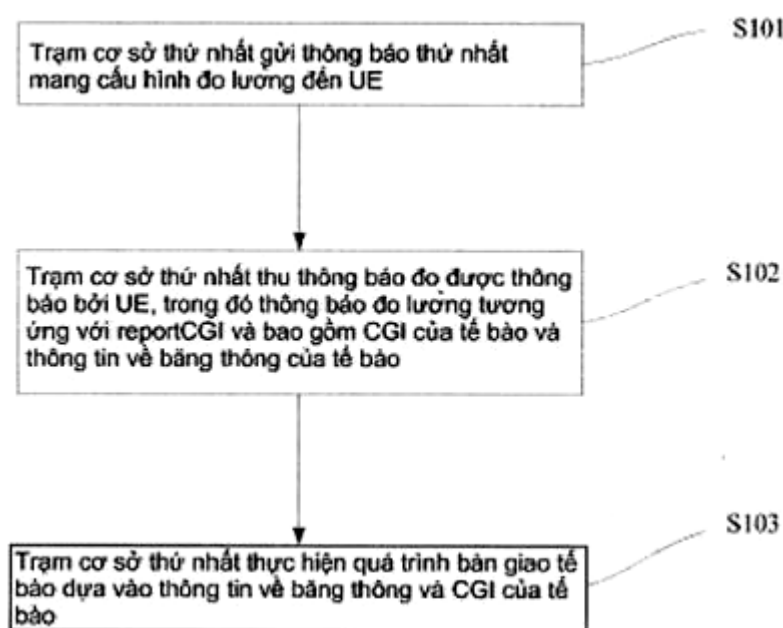 Trạm cơ sở thứ nhất gửi thông báo thứ nhất
mang cấu hình đo lường đến UE
S101
Trạm cơ sở thứ nhất thu thông báo đo được thông
báo bởi UE, trong đó thông báo đo lường tương
ứng với reportCGI và bao gồm CGI của tế bào và
thông tin về băng thông của tế bào
S102
Trạm cơ sở thứ nhất thực hiện quá trình bàn giao tế
bào dựa vào thông tin về băng thông và CGI của tế
bào
S103